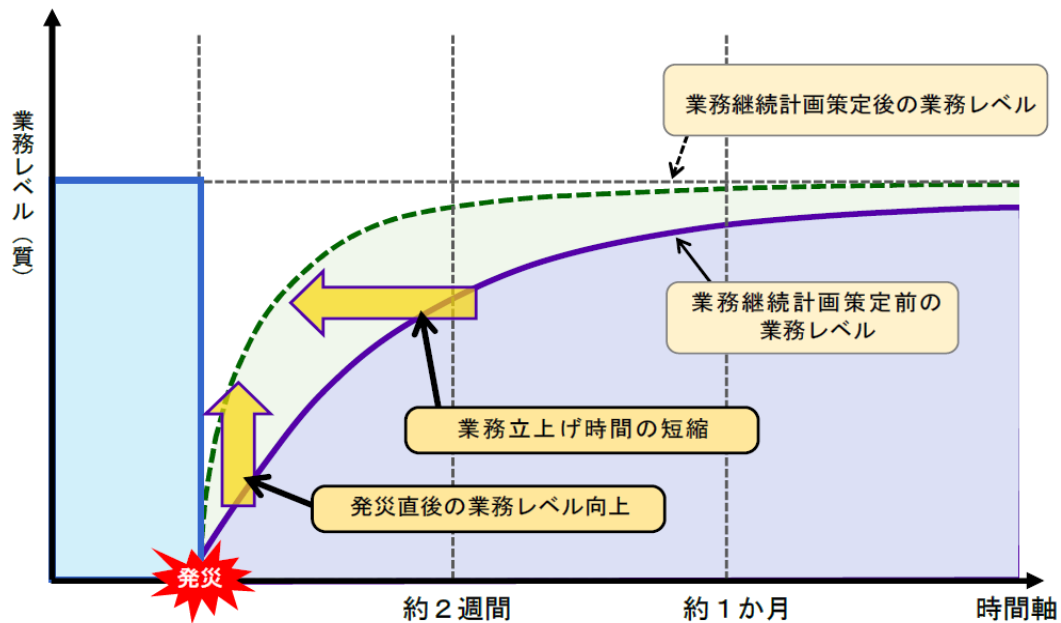 業務レベル（質）
業務継続計画策定後の業務レベル
業務継続計画策定前の
業務レベル
業務立上げ時間の短縮
発災直後の業務レベル向上
発災
約２週間
約１か月
時間軸